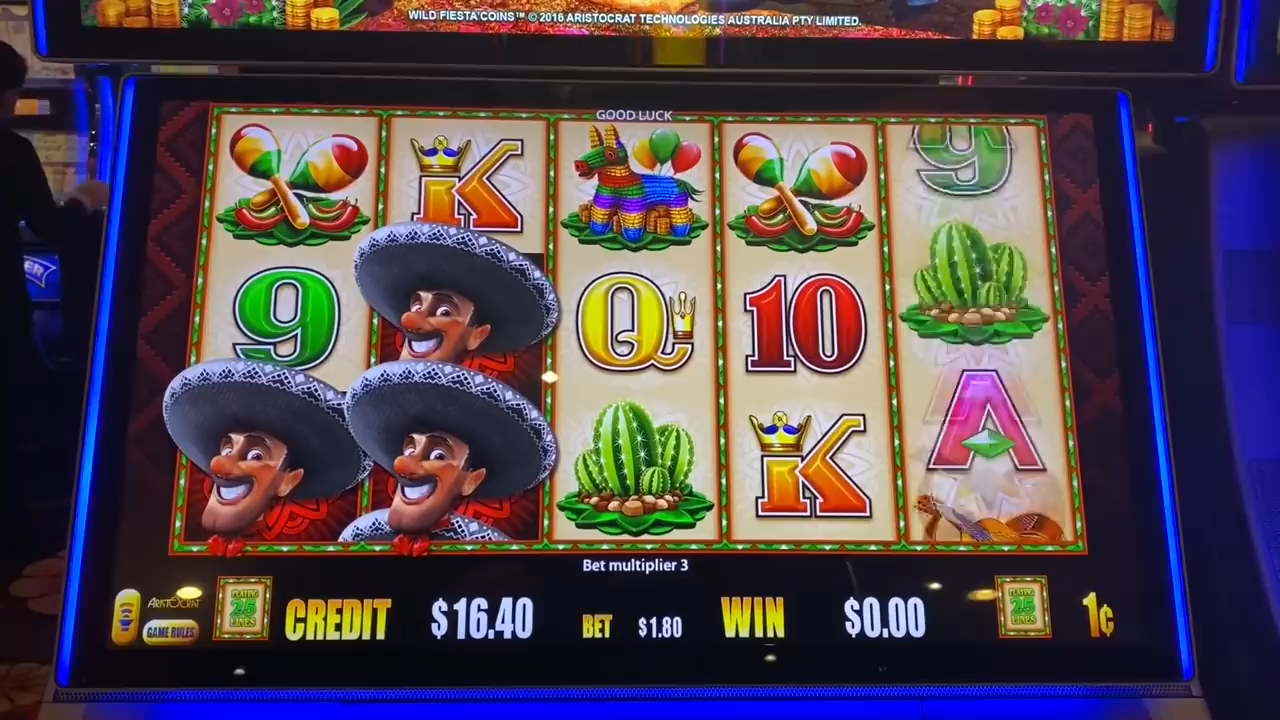 WILD FIESTA'COINS™ © 2016 ARISTOCRAT TECHNOLOGIES AUSTRALIA PTY LIMITED.
GOOD LUCK
K
9
9
Q
10
K
A
Bet multiplier 3
ARISTOCRAT
GAME RULES
PLAYING
25
LINES
CREDIT $16.40
BET $1.80
WIN $0.00
PLAYING
25
LINES
1¢